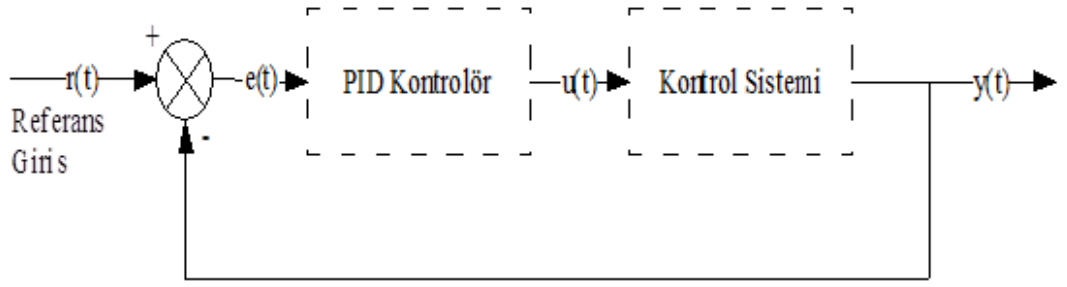 +
r(t)
Referans
Giris
-
e(t)
PID Kontrolör
u(t)
Kontrol Sistemi
y(t)